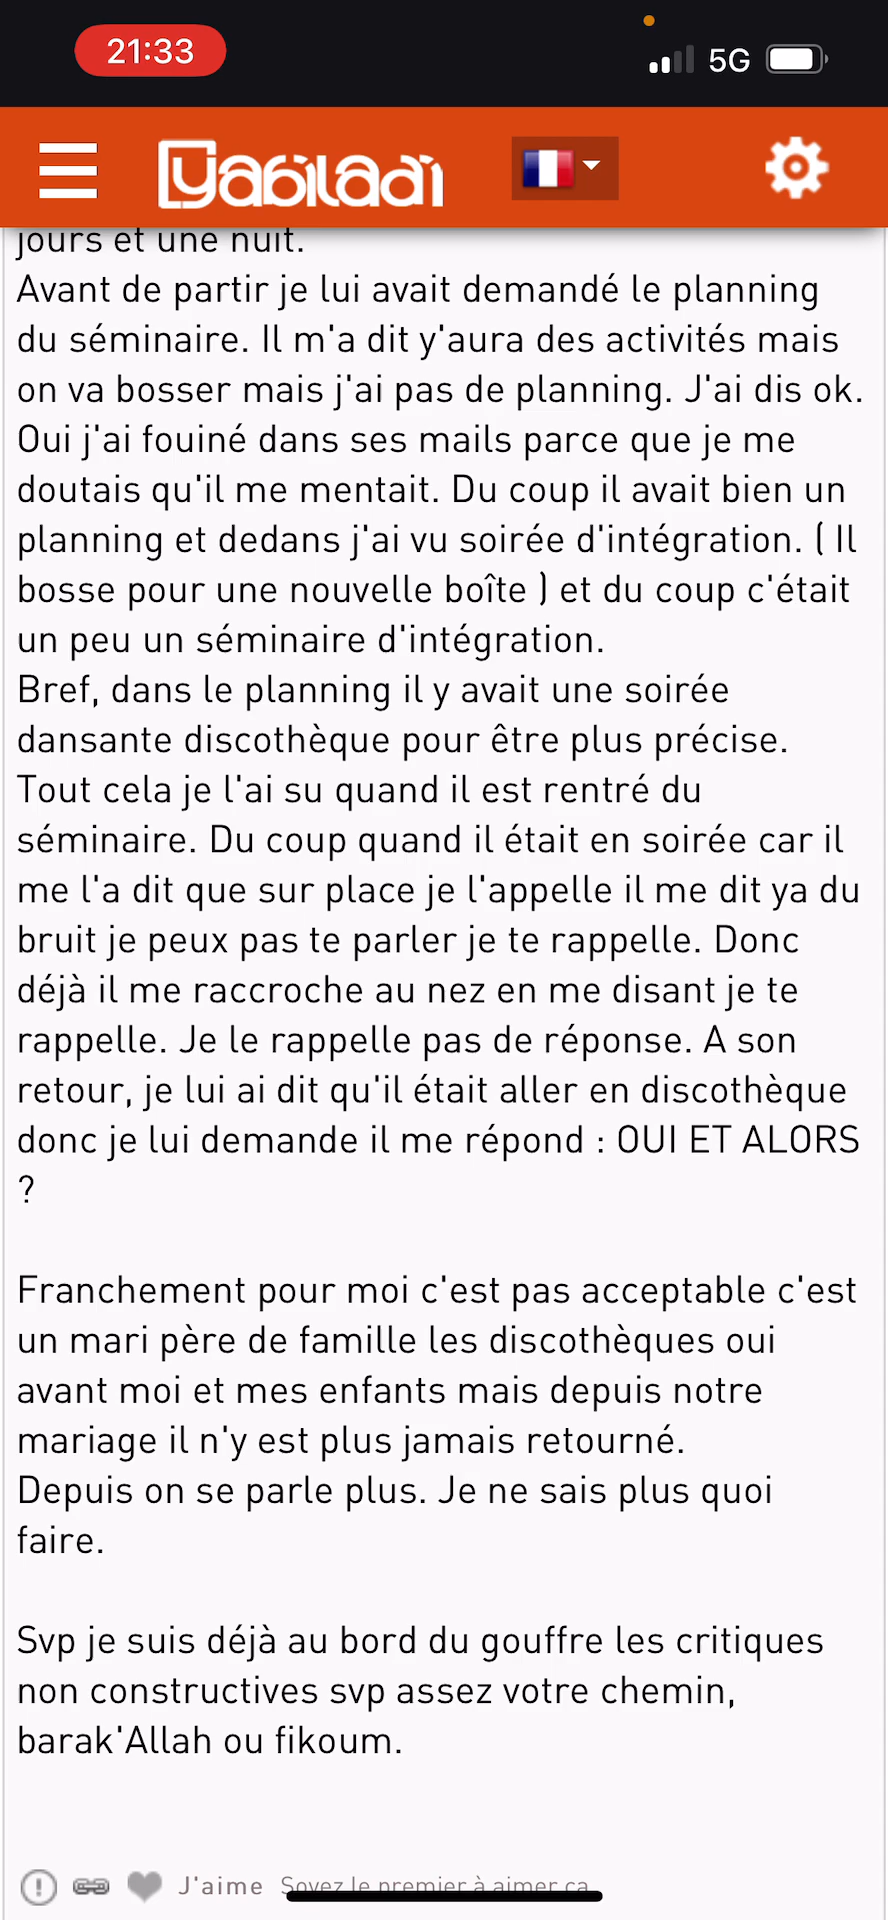 21:33
5G
yabiladi
jours et une nuit.
Avant de partir je lui avait demandé le planning
du séminaire. Il m'a dit y'aura des activités mais
on va bosser mais j'ai pas de planning. J'ai dis ok.
Oui j'ai fouiné dans ses mails parce que je me
doutais qu'il me mentait. Du coup il avait bien un
planning et dedans j'ai vu soirée d'intégration. ( Il
bosse pour une nouvelle boîte ) et du coup c'était
un peu un séminaire d'intégration.
Bref, dans le planning il y avait une soirée
dansante discothèque pour être plus précise.
Tout cela je l'ai su quand il est rentré du
séminaire. Du coup quand il était en soirée car il
me l'a dit que sur place je l'appelle il me dit ya du
bruit je peux pas te parler je te rappelle. Donc
déjà il me raccroche au nez en me disant je te
rappelle. Je le rappelle pas de réponse. A son
retour, je lui ai dit qu'il était aller en discothèque
donc je lui demande il me répond : OUI ET ALORS
?
Franchement pour moi c'est pas acceptable c'est
un mari père de famille les discothèques oui
avant moi et mes enfants mais depuis notre
mariage il n'y est plus jamais retourné.
Depuis on se parle plus. Je ne sais plus quoi
faire.
Svp je suis déjà au bord du gouffre les critiques
non constructives svp assez votre chemin,
barak'Allah ou fikoum.
J'aime Soyez le premier à aimer ça